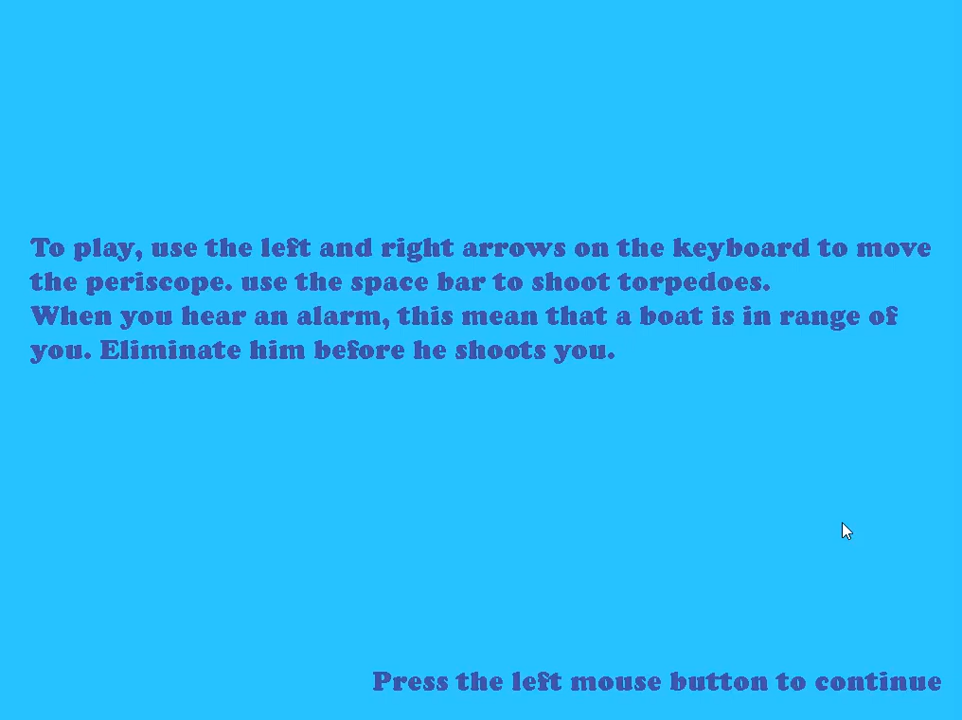 To play, use the left and right arrows on the keyboard to move
the periscope. use the space bar to shoot torpedoes.
When you hear an alarm, this mean that a boat is in range of
you. Eliminate him before he shoots you.
Press the left mouse button to continue